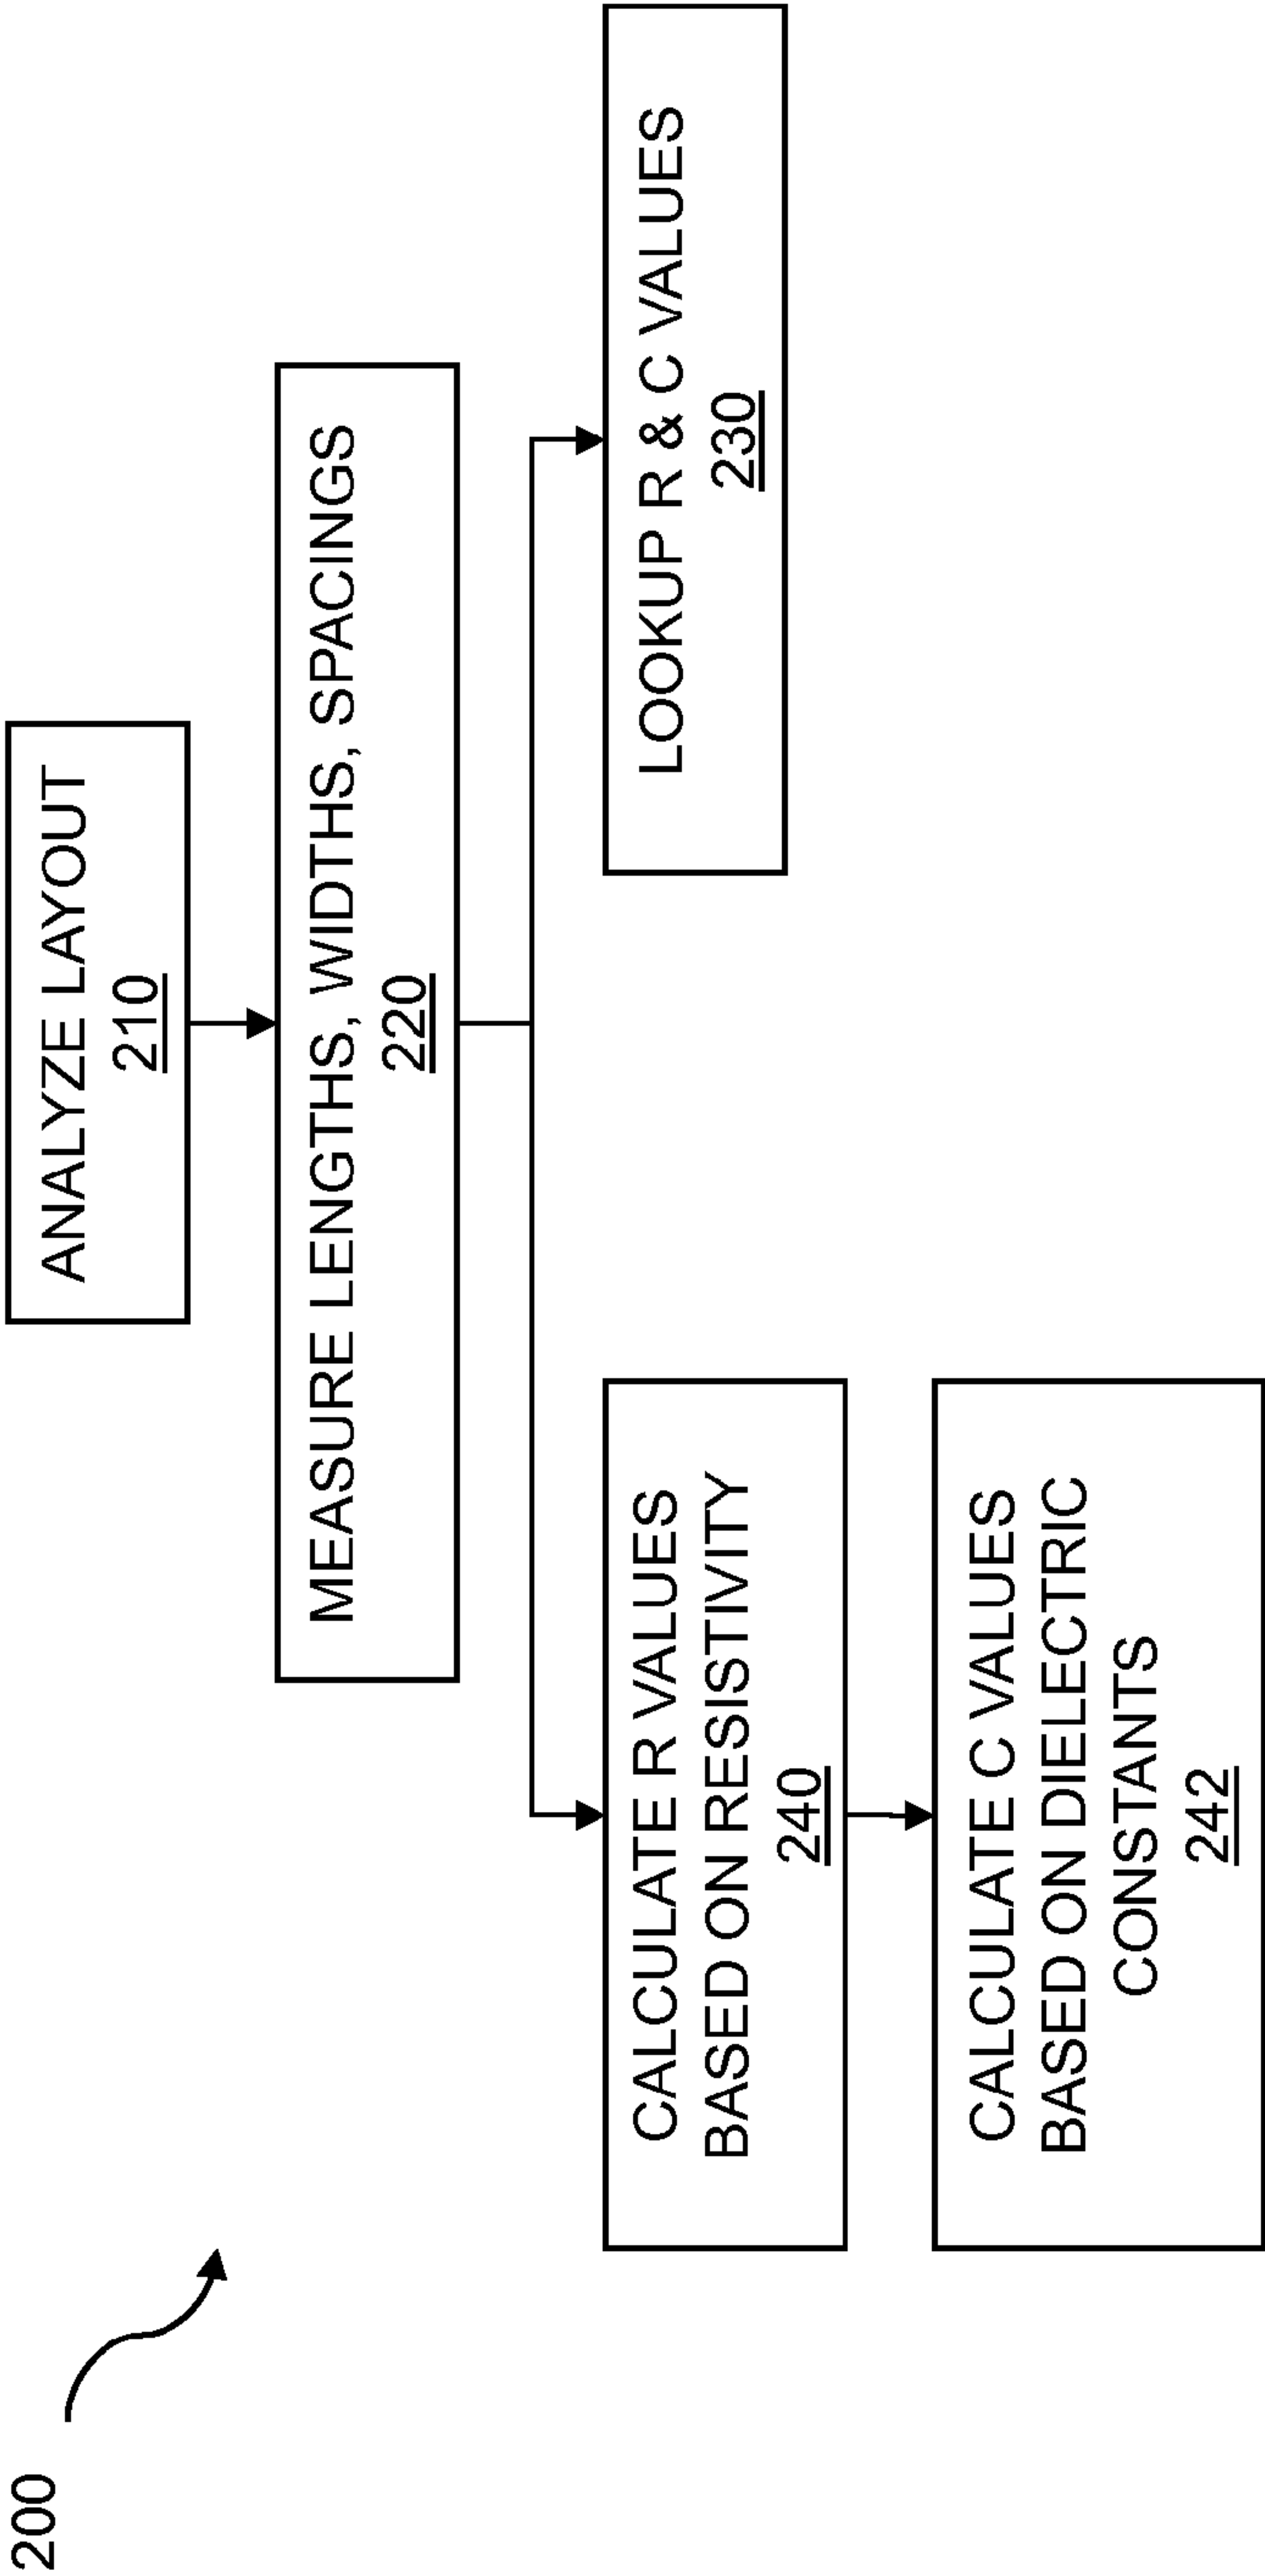 200
ANALYZE LAYOUT
210
MEASURE LENGTHS, WIDTHS, SPACINGS
220
CALCULATE R VALUES
BASED ON RESISTIVITY
240
LOOKUP R & C VALUES
230
CALCULATE C VALUES
BASED ON DIELECTRIC
CONSTANTS
242